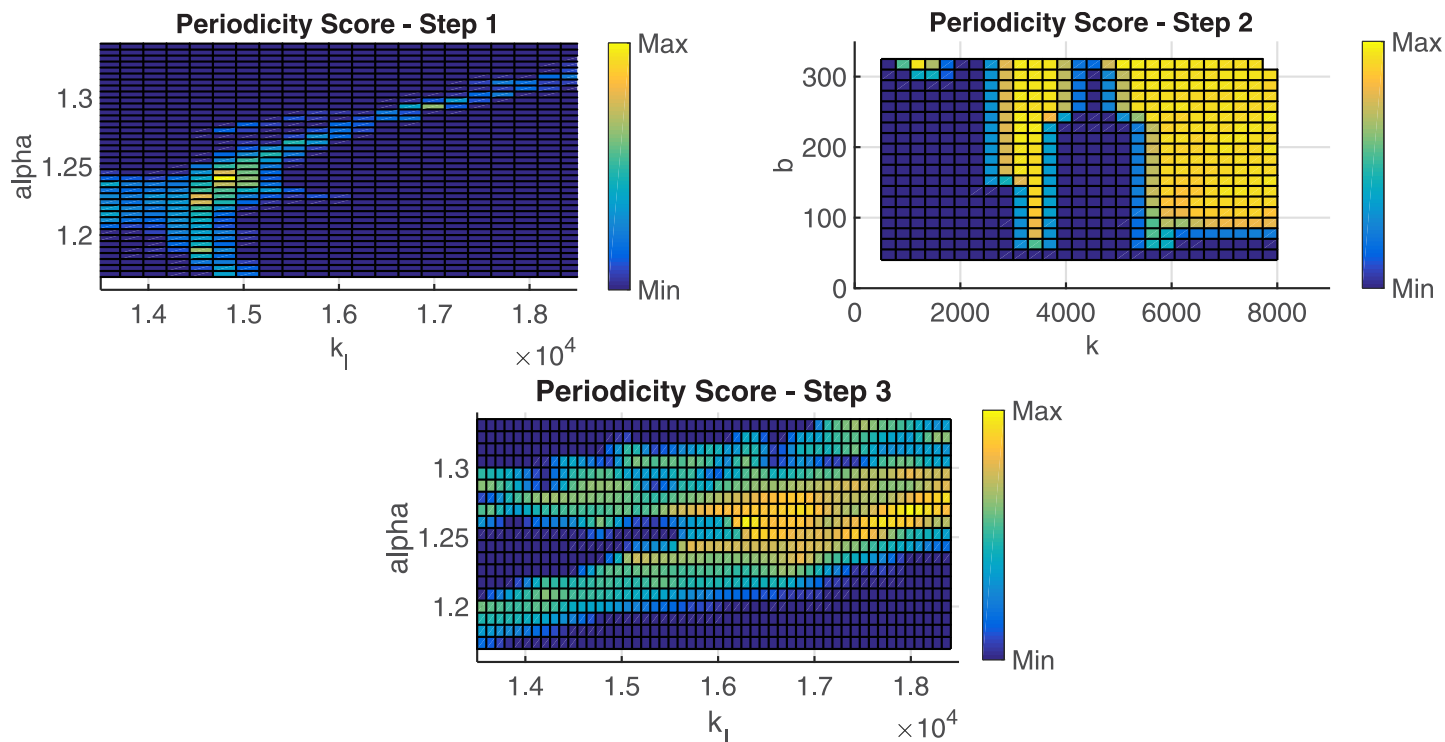 Periodicity Score - Step 1
Max
1.3
1.25
1.2
alpha
Min
1.4 1.5 1.6 1.7 1.8
k_l ×10^4
Periodicity Score - Step 2
Max
300
200
100
0
b
Min
0 2000 4000 6000 8000
k
Periodicity Score - Step 3
Max
1.3
1.25
1.2
alpha
Min
1.4 1.5 1.6 1.7 1.8
k_l ×10^4